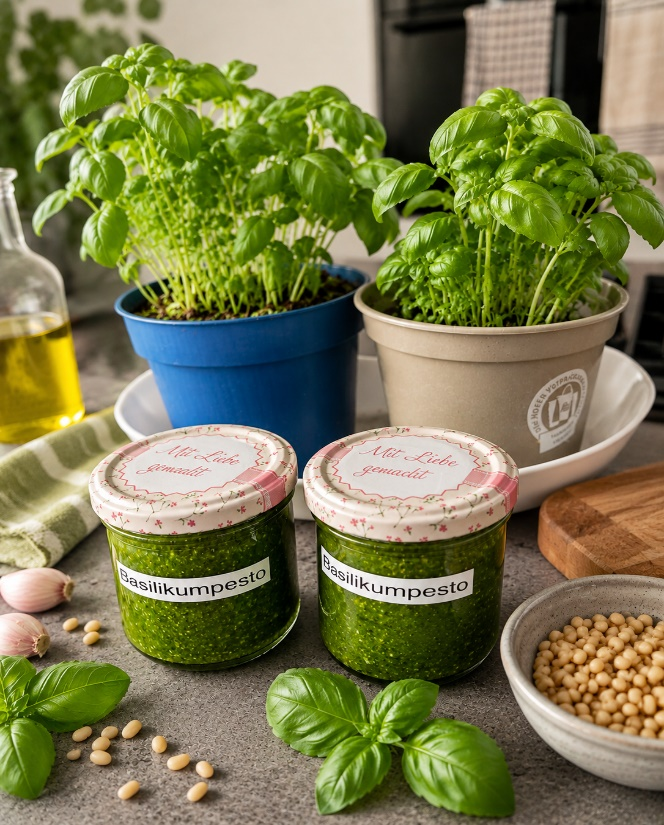 Mit Liebe
gemacht
Mit Liebe
gemacht
Basilikumpesto
Basilikumpesto